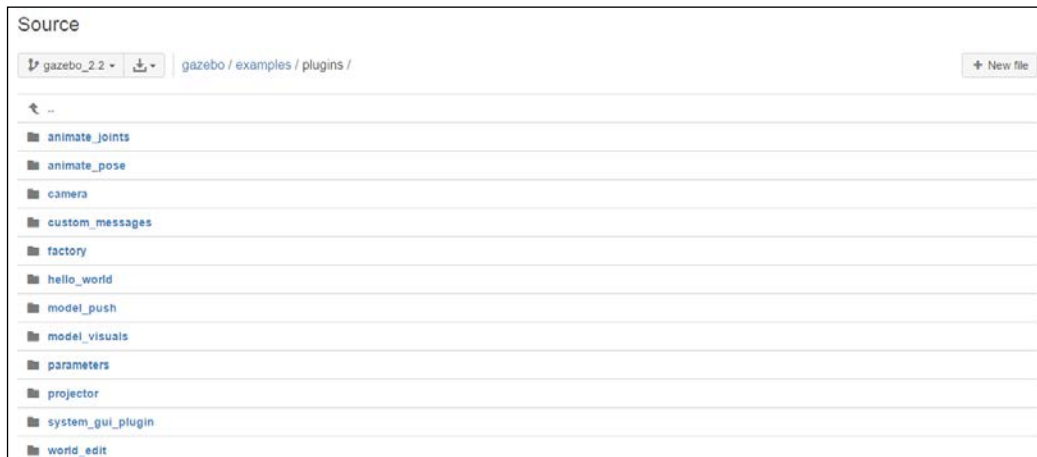 Source
gazebo_2.2 gazebo / examples / plugins / + New file
..
animate_joints
animate_pose
camera
custom_messages
factory
hello_world
model_push
model_visuals
parameters
projector
system_gui_plugin
world_edit